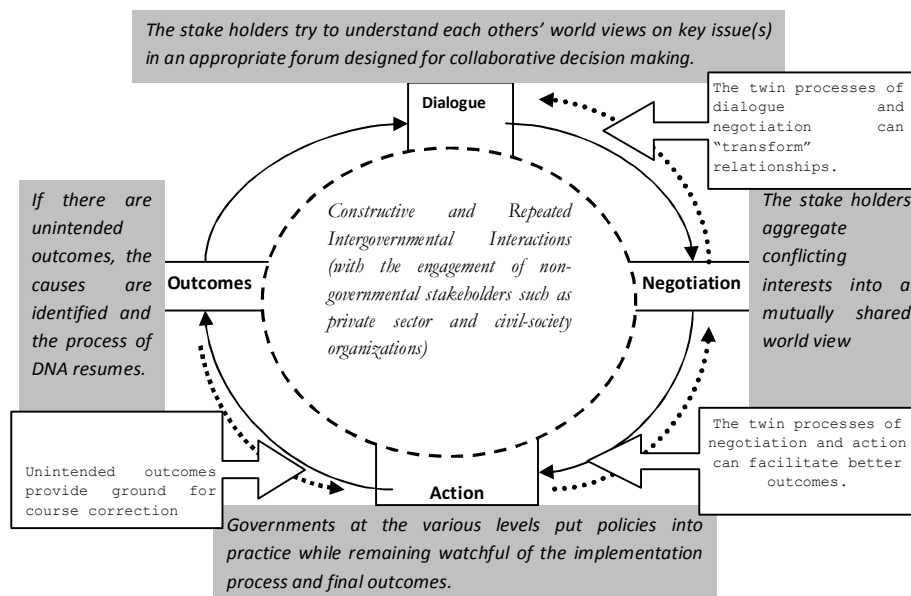 The stake holders try to understand each others’ world views on key issue(s)
in an appropriate forum designed for collaborative decision making.
Dialogue
The twin processes of
dialogue and
negotiation can
“transform”
relationships.
If there are
unintended
outcomes, the
causes are
identified and
the process of
DNA resumes.
Outcomes
Constructive and Repeated
Intergovernmental Interactions
(with the engagement of non-
governmental stakeholders such as
private sector and civil-society
organizations)
Negotiation
The stake holders
aggregate
conflicting
interests into a
mutually shared
world view
Unintended outcomes
provide ground for
course correction
Action
The twin processes of
negotiation and action
can facilitate better
outcomes.
Governments at the various levels put policies into
practice while remaining watchful of the implementation
process and final outcomes.